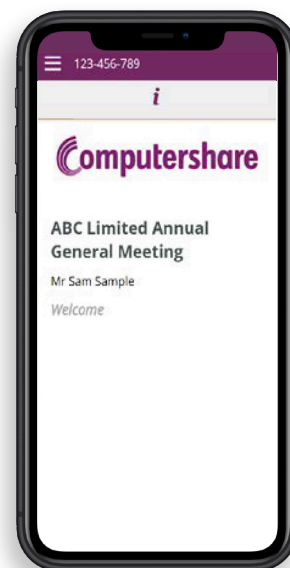 123-456-789
i
Computershare
ABC Limited Annual
General Meeting
Mr Sam Sample
Welcome